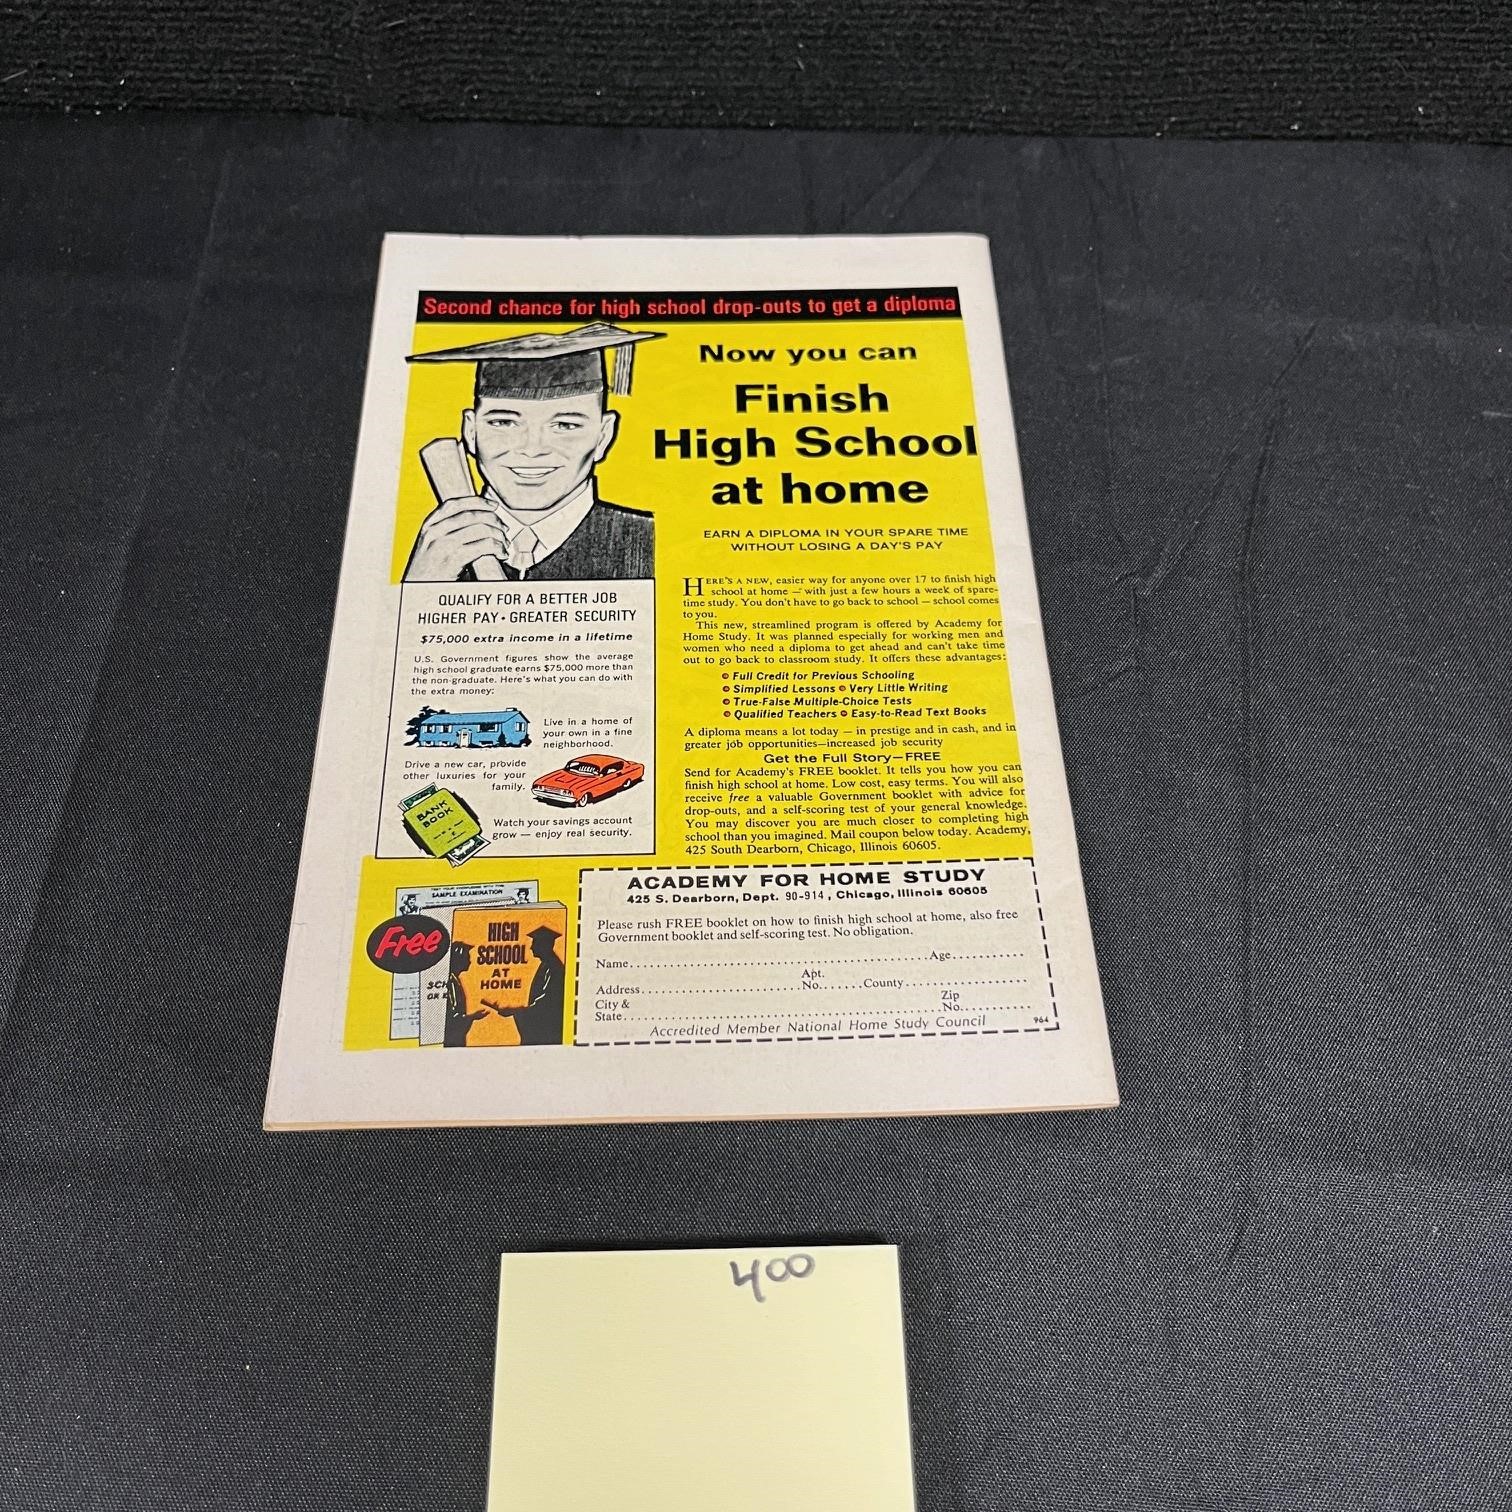 Second chance for high school drop-outs to get a diploma
Now you can
Finish
High School
at home
EARN A DIPLOMA IN YOUR SPARE TIME
WITHOUT LOSING A DAY'S PAY
HERE'S A NEW, easier way for anyone over 17 to finish high
school at home — with just a few hours a week of spare-
time study. You don't have to go back to school — school comes
to you.
This new, streamlined program is offered by Academy for
Home Study. It was planned especially for working men and
women who need a diploma to get ahead and can't take time
out to go back to classroom study. It offers these advantages:
Full Credit for Previous Schooling
Simplified Lessons Very Little Writing
True-False Multiple-Choice Tests
Qualified Teachers Easy-to-Read Text Books
A diploma means a lot today — in prestige and in cash, and in
greater job opportunities—increased job security
Get the Full Story—FREE
Send for Academy's FREE booklet. It tells you how you can
finish high school at home. Low cost, easy terms. You will also
receive free a valuable Government booklet with advice for
drop-outs, and a self-scoring test of your general knowledge.
You may discover you are much closer to completing high
school than you imagined. Mail coupon below today. Academy,
425 South Dearborn, Chicago, Illinois 60605.
QUALIFY FOR A BETTER JOB
HIGHER PAY • GREATER SECURITY
$75,000 extra income in a lifetime
U.S. Government figures show the average
high school graduate earns $75,000 more than
the non-graduate. Here's what you can do with
the extra money:
Live in a home of
your own in a fine
neighborhood.
Drive a new car, provide
other luxuries for your
family.
BANK
BOOK
Watch your savings account
grow — enjoy real security.
SAMPLE EXAMINATION
Free
HIGH
SCHOOL
AT
HOME
ACADEMY FOR HOME STUDY
425 S. Dearborn, Dept. 90-914, Chicago, Illinois 60605
Please rush FREE booklet on how to finish high school at home, also free
Government booklet and self-scoring test. No obligation.
Name.......... Age..........
Address.......... Apt. No....... County..........
City &
State.......... Zip No..........
Accredited Member National Home Study Council 964
400